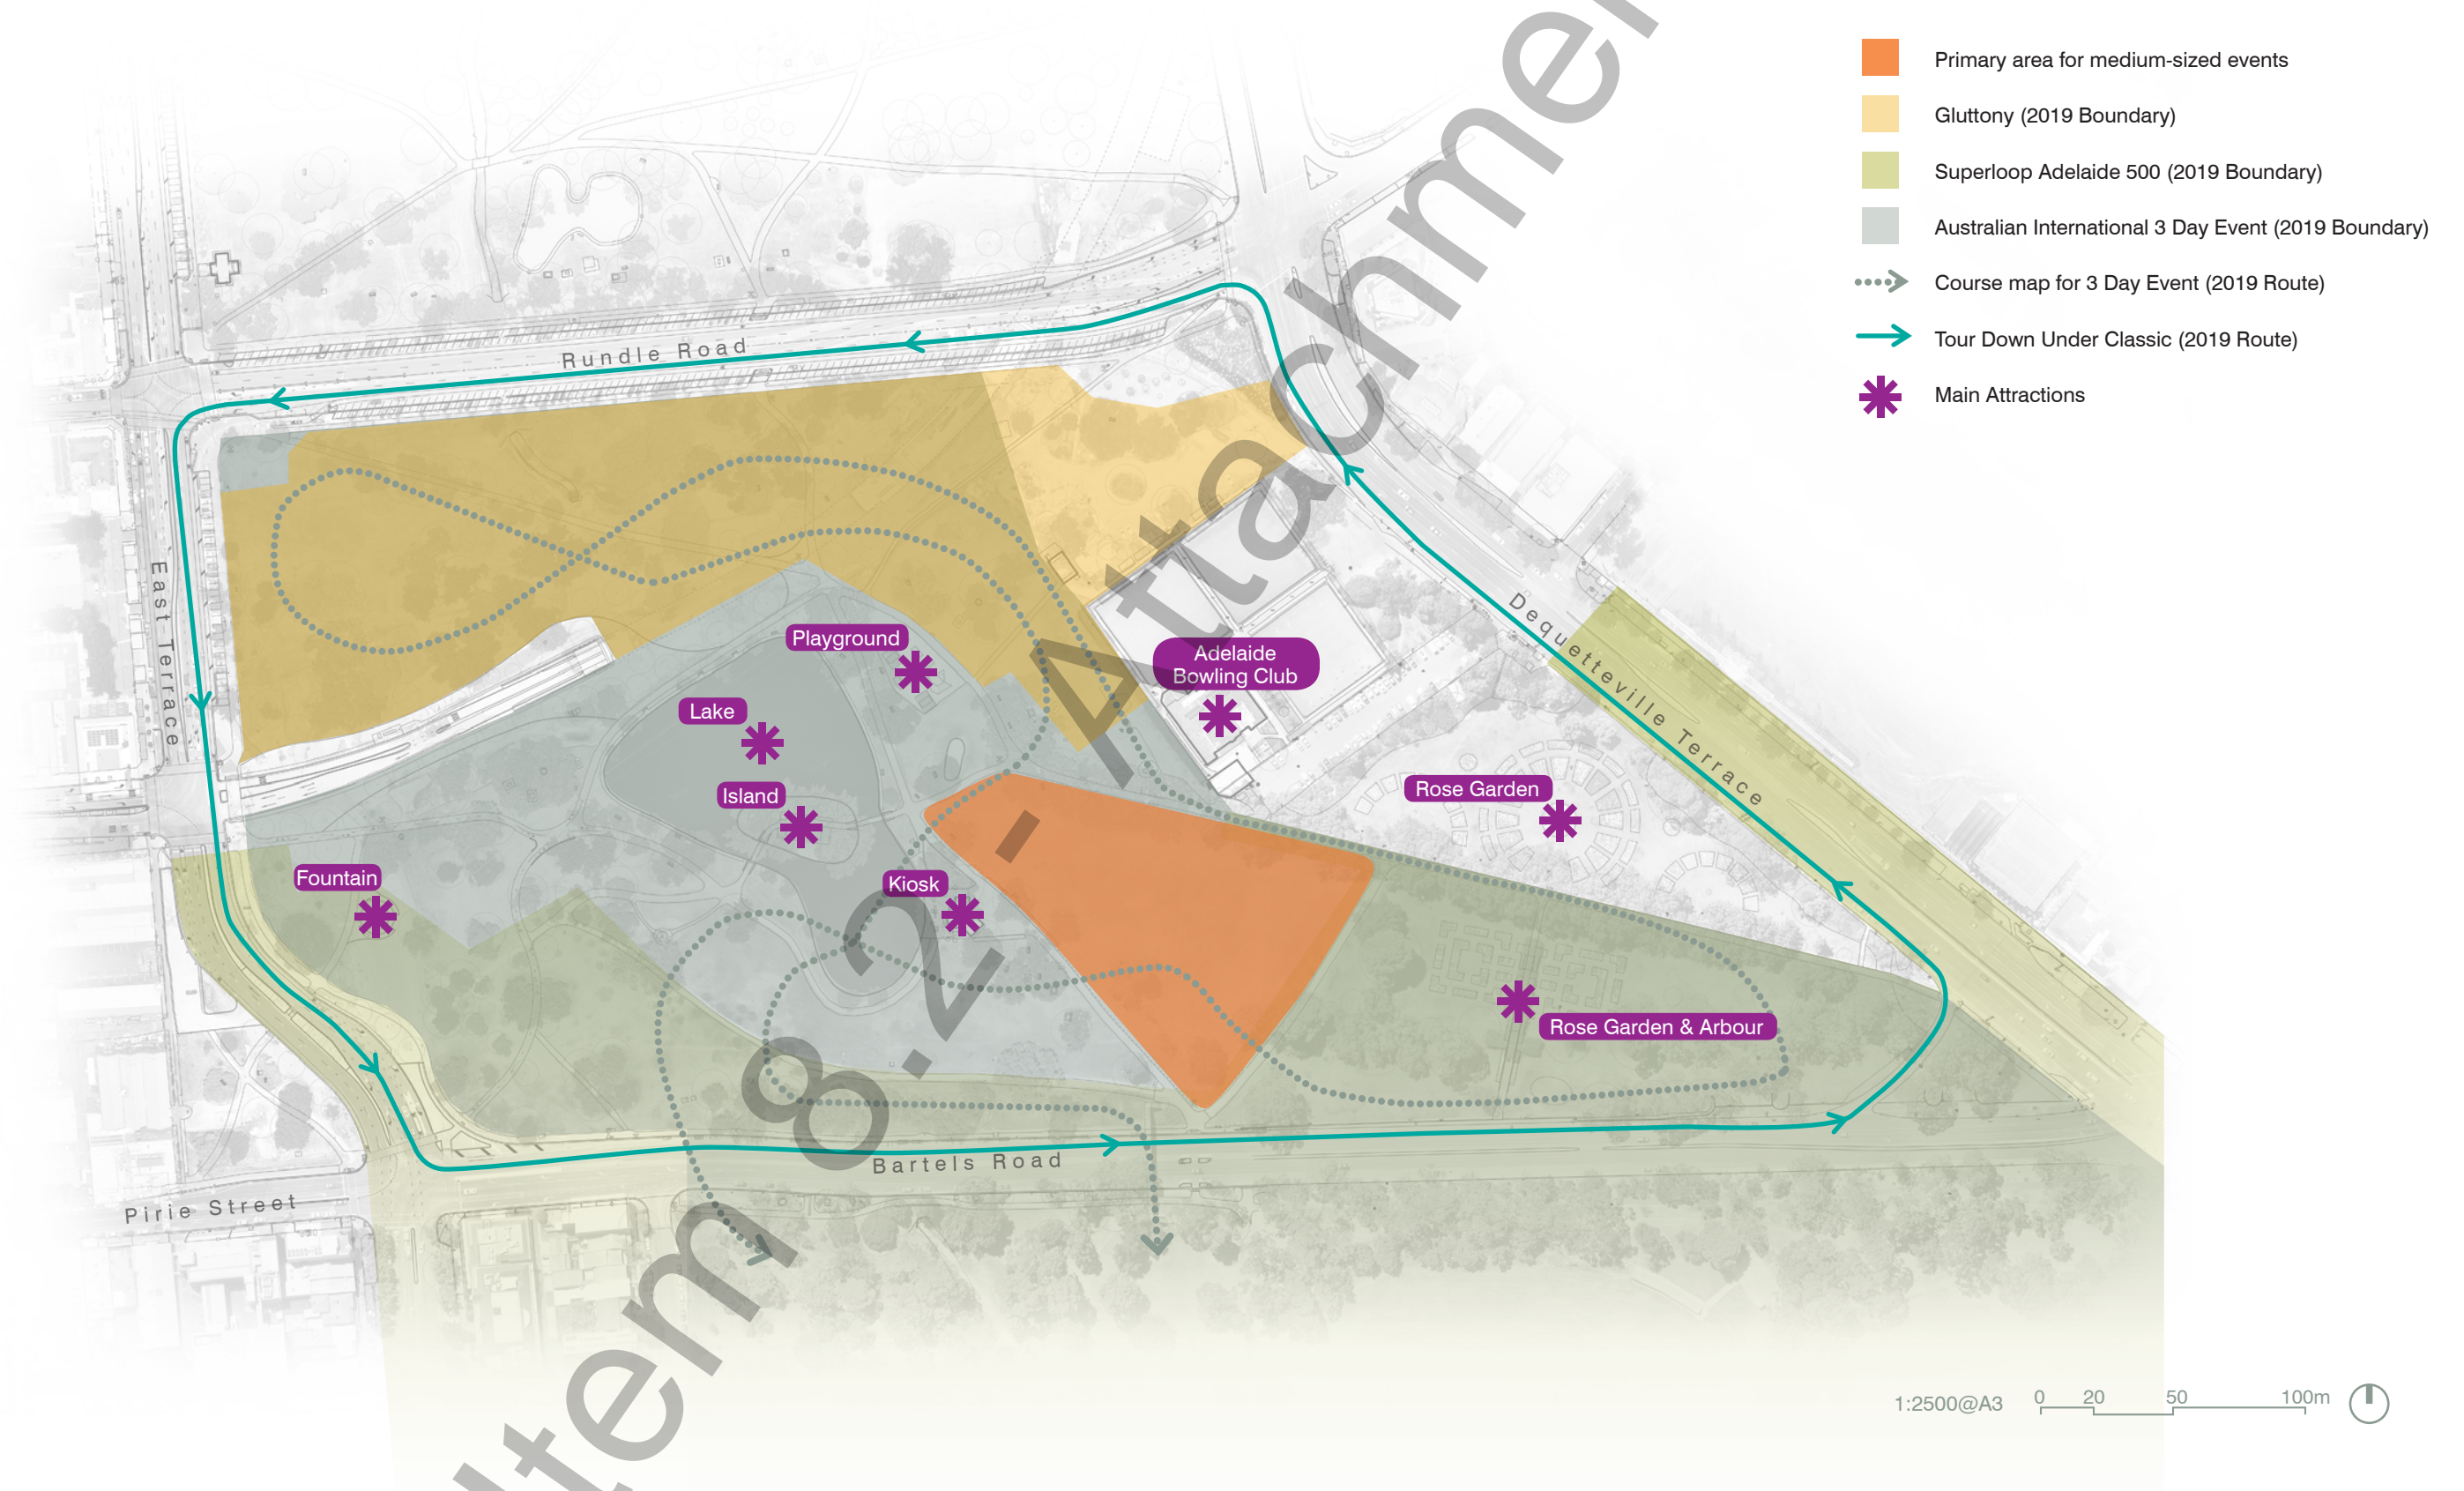 Primary area for medium-sized events
Gluttony (2019 Boundary)
Superloop Adelaide 500 (2019 Boundary)
Australian International 3 Day Event (2019 Boundary)
Course map for 3 Day Event (2019 Route)
Tour Down Under Classic (2019 Route)
Main Attractions
Rundle Road
East Terrace
Dequetteville Terrace
Playground
Adelaide
Bowling Club
Lake
Island
Rose Garden
Fountain
Kiosk
Rose Garden & Arbour
Bartels Road
Pirie Street
Item 8.2 - Attachmen
1:2500@A3
0 20 50 100m